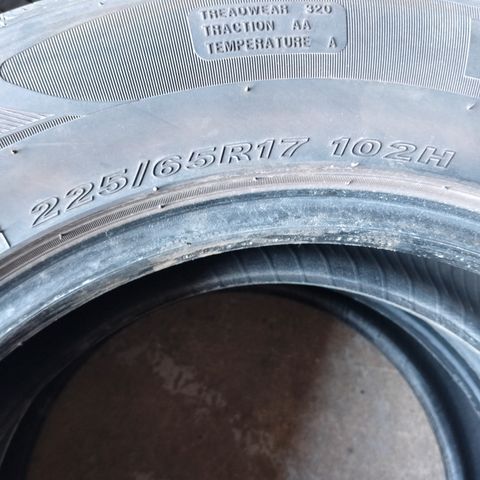 TREADWEAR 320
TRACTION AA
TEMPERATURE A
225/65R17 102H